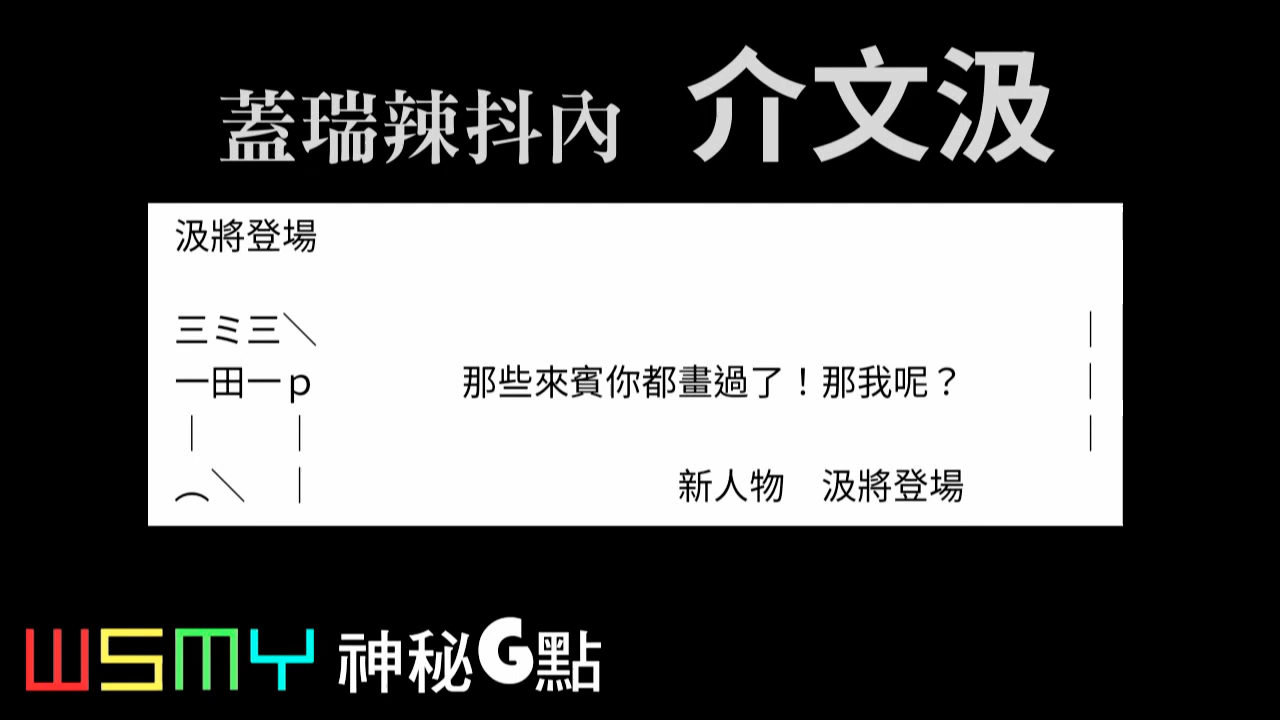 蓋瑞辣抖內 介文汲
汲將登場
三ミ三＼ ｜
一田一ｐ 那些來賓你都畫過了！那我呢？ ｜
｜ ｜ ｜
︵＼ ｜ 新人物 汲將登場
WSMY 神秘G點